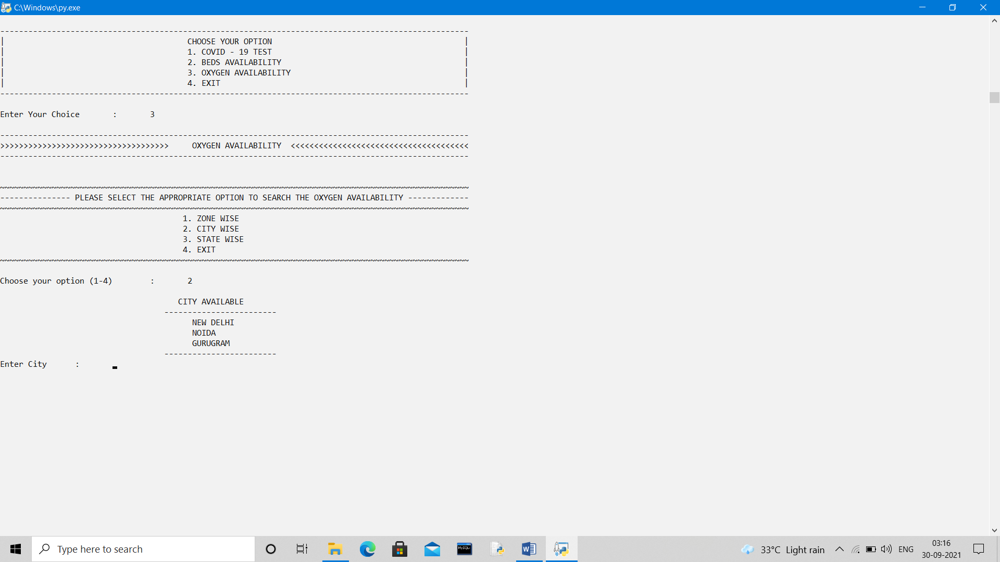 C:\Windows\py.exe
----------------------------------------------------------------------------------------------------
| CHOOSE YOUR OPTION |
| 1. COVID - 19 TEST |
| 2. BEDS AVAILABILITY |
| 3. OXYGEN AVAILABILITY |
| 4. EXIT |
----------------------------------------------------------------------------------------------------
Enter Your Choice : 3
----------------------------------------------------------------------------------------------------
>>>>>>>>>>>>>>>>>>>>>>>>>>>>>>>>>>>> OXYGEN AVAILABILITY <<<<<<<<<<<<<<<<<<<<<<<<<<<<<<<<<<<<<<
----------------------------------------------------------------------------------------------------
~~~~~~~~~~~~~~~~~~~~~~~~~~~~~~~~~~~~~~~~~~~~~~~~~~~~~~~~~~~~~~~~~~~~~~~~~~~~~~~~~~~~~~~~~~~~~~~~~~~~
--------------- PLEASE SELECT THE APPROPRIATE OPTION TO SEARCH THE OXYGEN AVAILABILITY -------------
~~~~~~~~~~~~~~~~~~~~~~~~~~~~~~~~~~~~~~~~~~~~~~~~~~~~~~~~~~~~~~~~~~~~~~~~~~~~~~~~~~~~~~~~~~~~~~~~~~~~
1. ZONE WISE
2. CITY WISE
3. STATE WISE
4. EXIT
~~~~~~~~~~~~~~~~~~~~~~~~~~~~~~~~~~~~~~~~~~~~~~~~~~~~~~~~~~~~~~~~~~~~~~~~~~~~~~~~~~~~~~~~~~~~~~~~~~~~
Choose your option (1-4) : 2
CITY AVAILABLE
------------------------
NEW DELHI
NOIDA
GURUGRAM
------------------------
Enter City :
Type here to search
MySQL
W
33°C Light rain
ENG
03:16
30-09-2021